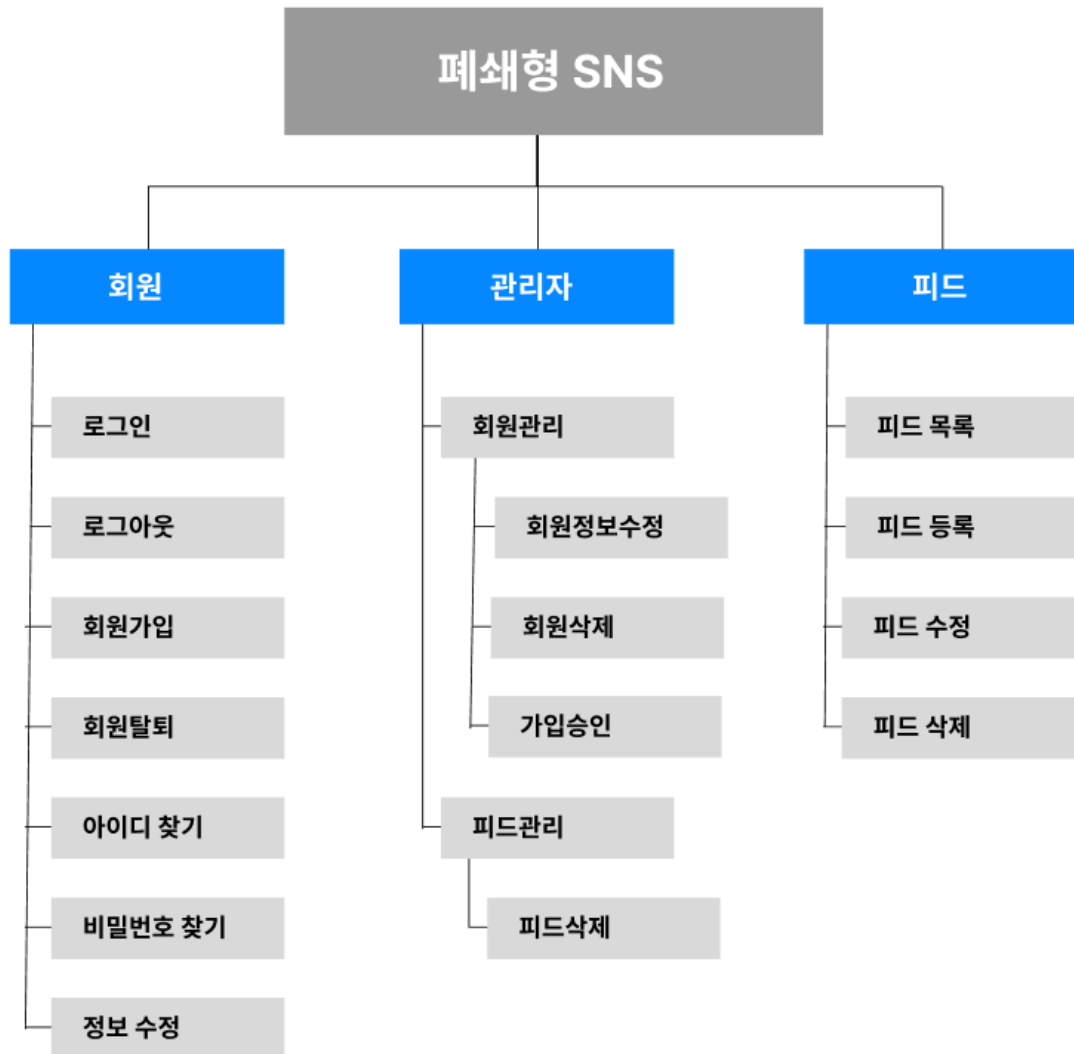 폐쇄형 SNS
회원
로그인
로그아웃
회원가입
회원탈퇴
아이디 찾기
비밀번호 찾기
정보 수정
관리자
회원관리
회원정보수정
회원삭제
가입승인
피드관리
피드삭제
피드
피드 목록
피드 등록
피드 수정
피드 삭제